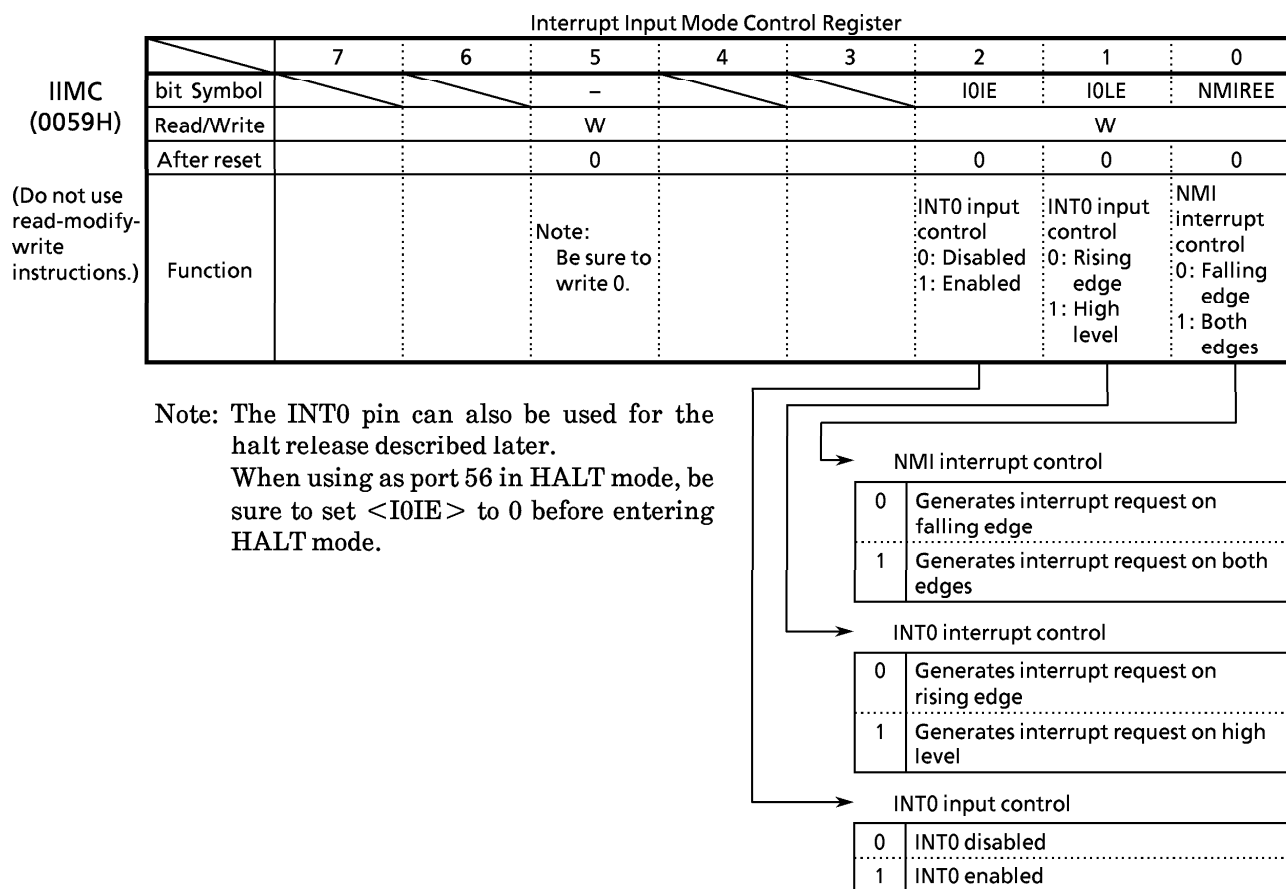 Interrupt Input Mode Control Register
7 6 5 4 3 2 1 0
IIMC
(0059H)
bit Symbol – I0IE I0LE NMIREE
Read/Write W W
After reset 0 0 0 0
(Do not use
read-modify-
write
instructions.)
Function
Note:
Be sure to
write 0.
INT0 input
control
0: Disabled
1: Enabled
INT0 input
control
0: Rising
edge
1: High
level
NMI
interrupt
control
0: Falling
edge
1: Both
edges
Note: The INT0 pin can also be used for the
halt release described later.
When using as port 56 in HALT mode, be
sure to set <I0IE> to 0 before entering
HALT mode.
NMI interrupt control
0 Generates interrupt request on
falling edge
1 Generates interrupt request on both
edges
INT0 interrupt control
0 Generates interrupt request on
rising edge
1 Generates interrupt request on high
level
INT0 input control
0 INT0 disabled
1 INT0 enabled